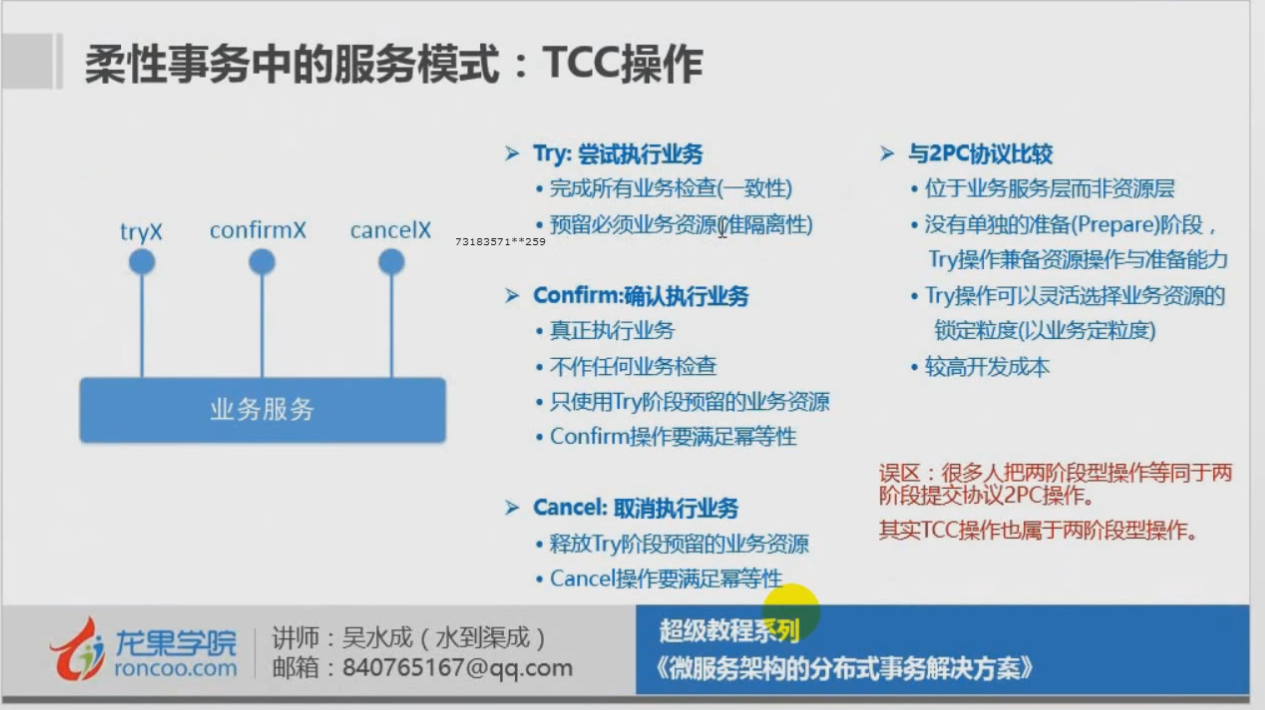 柔性事务中的服务模式：TCC操作
tryX
confirmX
cancelX
业务服务
73183571**259
Try: 尝试执行业务
• 完成所有业务检查(一致性)
• 预留必须业务资源(准隔离性)
Confirm:确认执行业务
• 真正执行业务
• 不作任何业务检查
• 只使用Try阶段预留的业务资源
• Confirm操作要满足幂等性
Cancel: 取消执行业务
• 释放Try阶段预留的业务资源
• Cancel操作要满足幂等性
与2PC协议比较
• 位于业务服务层而非资源层
• 没有单独的准备(Prepare)阶段，
Try操作兼备资源操作与准备能力
• Try操作可以灵活选择业务资源的
锁定粒度(以业务定粒度)
• 较高开发成本
误区：很多人把两阶段型操作等同于两
阶段提交协议2PC操作。
其实TCC操作也属于两阶段型操作。
龙果学院
roncoo.com
讲师：吴水成（水到渠成）
邮箱：840765167@qq.com
超级教程系列
《微服务架构的分布式事务解决方案》